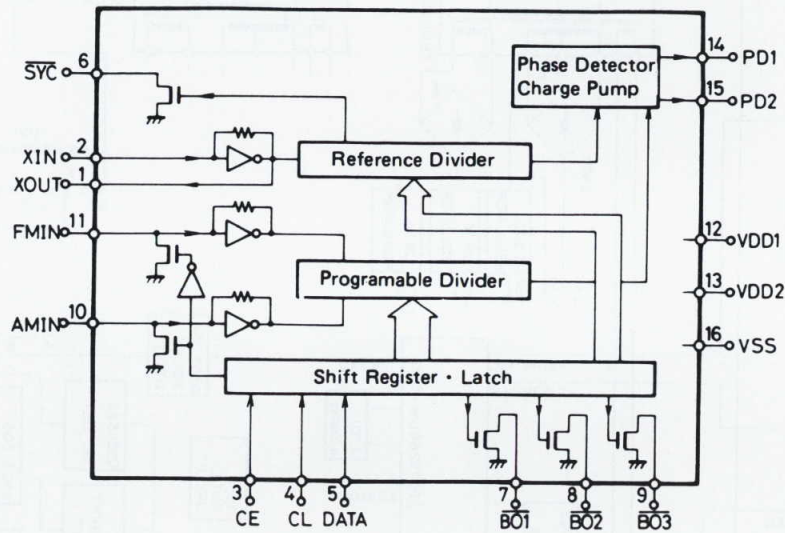 6
SYC
14
PD1
Phase Detector
Charge Pump
15
PD2
2
XIN
Reference Divider
1
XOUT
11
FMIN
12
VDD1
Programable Divider
13
VDD2
10
AMIN
16
VSS
Shift Register · Latch
3 4 5 7 8 9
CE CL DATA BO1 BO2 BO3